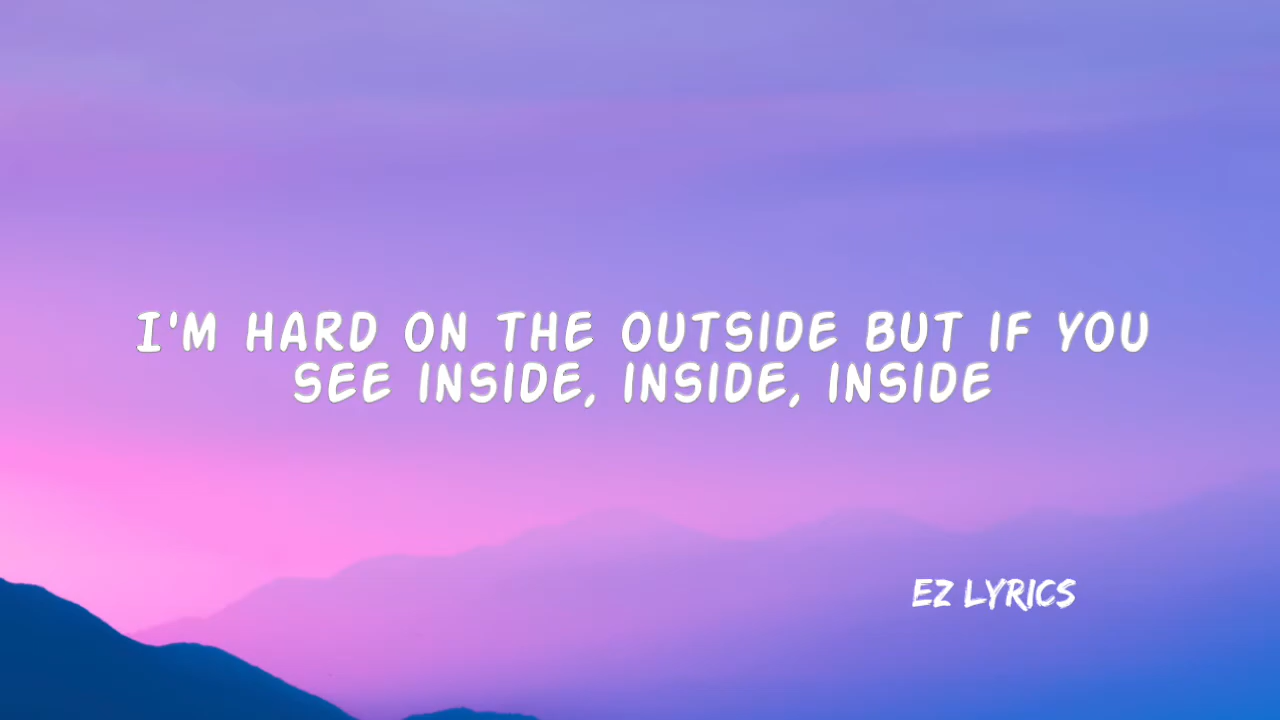 I'M HARD ON THE OUTSIDE BUT IF YOU
SEE INSIDE, INSIDE, INSIDE
EZ LYRICS